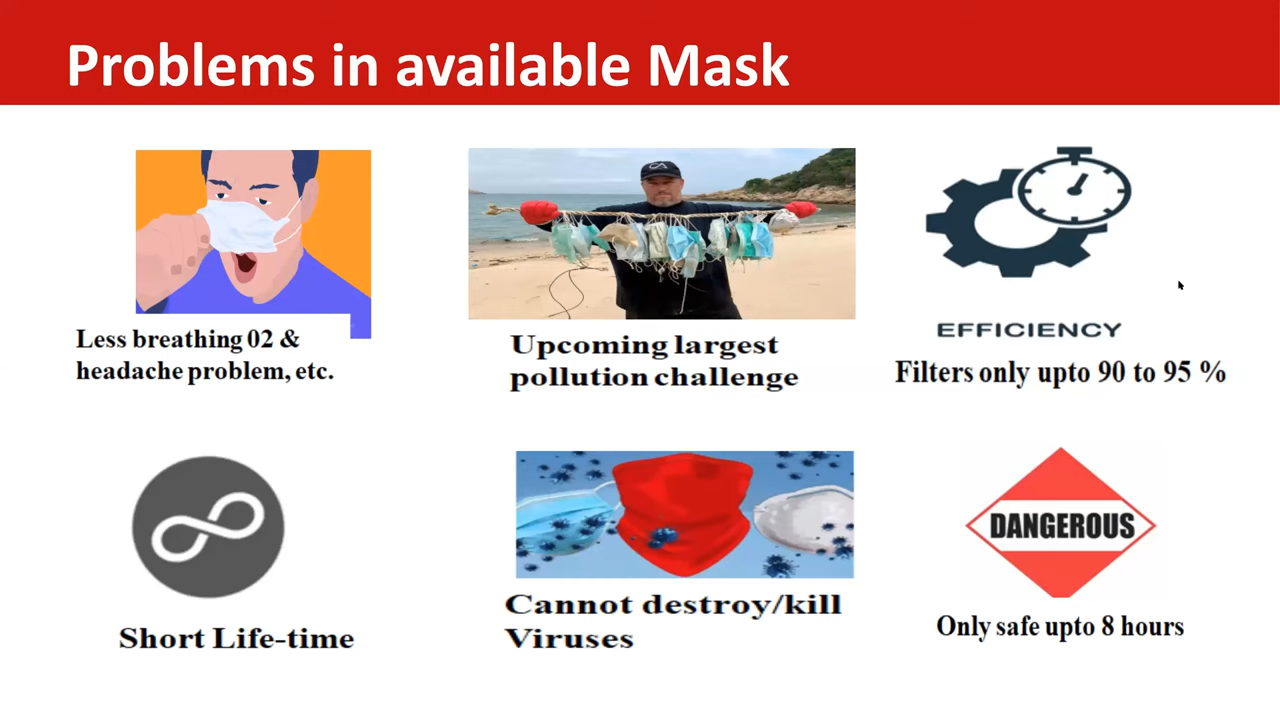 Problems in available Mask
Less breathing 02 &
headache problem, etc.
Upcoming largest
pollution challenge
EFFICIENCY
Filters only upto 90 to 95 %
Short Life-time
Cannot destroy/kill
Viruses
DANGEROUS
Only safe upto 8 hours